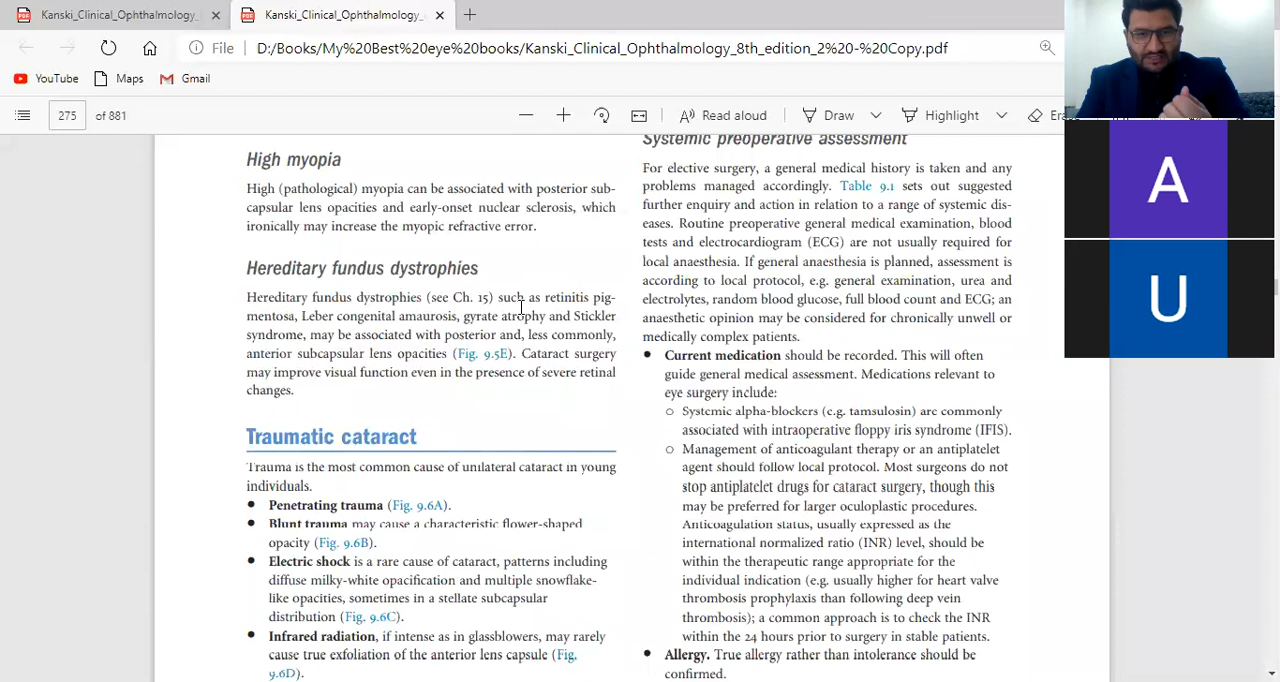 Kanski_Clinical_Ophthalmology_
Kanski_Clinical_Ophthalmology_
File
D:/Books/My%20Best%20eye%20books/Kanski_Clinical_Ophthalmology_8th_edition_2%20-%20Copy.pdf
YouTube
Maps
Gmail
275
of 881
Read aloud
Draw
Highlight
High myopia
High (pathological) myopia can be associated with posterior sub-
capsular lens opacities and early-onset nuclear sclerosis, which
ironically may increase the myopic refractive error.
Hereditary fundus dystrophies
Hereditary fundus dystrophies (see Ch. 15) such as retinitis pig-
mentosa, Leber congenital amaurosis, gyrate atrophy and Stickler
syndrome, may be associated with posterior and, less commonly,
anterior subcapsular lens opacities (Fig. 9.5E). Cataract surgery
may improve visual function even in the presence of severe retinal
changes.
Traumatic cataract
Trauma is the most common cause of unilateral cataract in young
individuals.
• Penetrating trauma (Fig. 9.6A).
• Blunt trauma may cause a characteristic flower-shaped
opacity (Fig. 9.6B).
• Electric shock is a rare cause of cataract, patterns including
diffuse milky-white opacification and multiple snowflake-
like opacities, sometimes in a stellate subcapsular
distribution (Fig. 9.6C).
• Infrared radiation, if intense as in glassblowers, may rarely
cause true exfoliation of the anterior lens capsule (Fig.
9.6D).
Systemic preoperative assessment
For elective surgery, a general medical history is taken and any
problems managed accordingly. Table 9.1 sets out suggested
further enquiry and action in relation to a range of systemic dis-
eases. Routine preoperative general medical examination, blood
tests and electrocardiogram (ECG) are not usually required for
local anaesthesia. If general anaesthesia is planned, assessment is
according to local protocol, e.g. general examination, urea and
electrolytes, random blood glucose, full blood count and ECG; an
anaesthetic opinion may be considered for chronically unwell or
medically complex patients.
• Current medication should be recorded. This will often
guide general medical assessment. Medications relevant to
eye surgery include:
○ Systemic alpha-blockers (e.g. tamsulosin) are commonly
associated with intraoperative floppy iris syndrome (IFIS).
○ Management of anticoagulant therapy or an antiplatelet
agent should follow local protocol. Most surgeons do not
stop antiplatelet drugs for cataract surgery, though this
may be preferred for larger oculoplastic procedures.
Anticoagulation status, usually expressed as the
international normalized ratio (INR) level, should be
within the therapeutic range appropriate for the
individual indication (e.g. usually higher for heart valve
thrombosis prophylaxis than following deep vein
thrombosis); a common approach is to check the INR
within the 24 hours prior to surgery in stable patients.
• Allergy. True allergy rather than intolerance should be
confirmed.
A
U